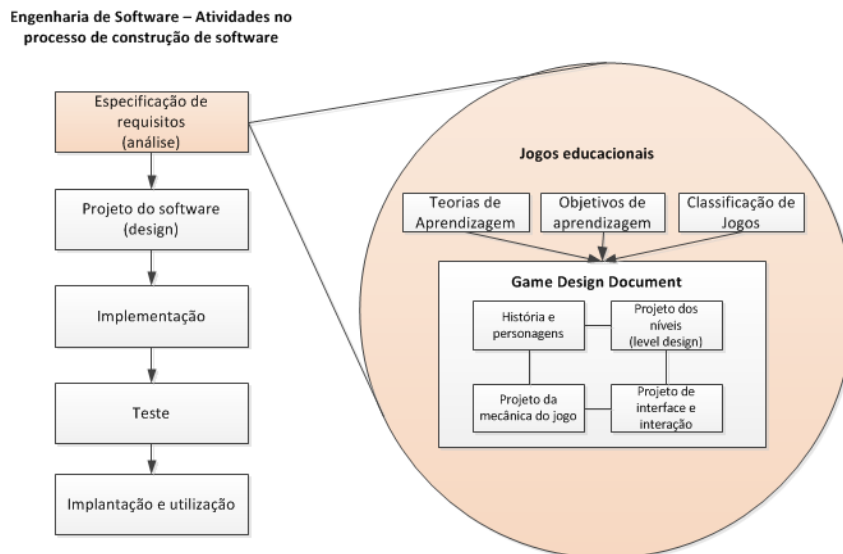 Engenharia de Software – Atividades no
processo de construção de software
Especificação de
requisitos
(análise)
Projeto do software
(design)
Implementação
Teste
Implantação e utilização
Jogos educacionais
Teorias de
Aprendizagem
Objetivos de
aprendizagem
Classificação de
Jogos
Game Design Document
História e
personagens
Projeto dos
níveis
(level design)
Projeto da
mecânica do jogo
Projeto de
interface e
interação